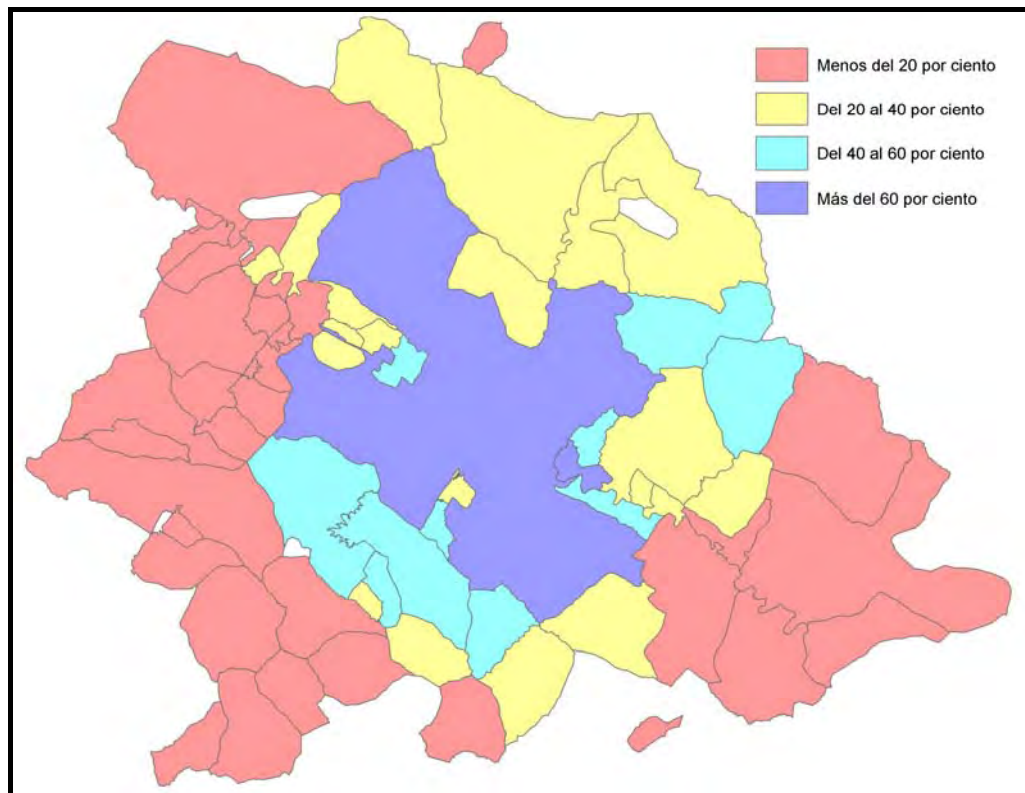 Menos del 20 por ciento
Del 20 al 40 por ciento
Del 40 al 60 por ciento
Más del 60 por ciento